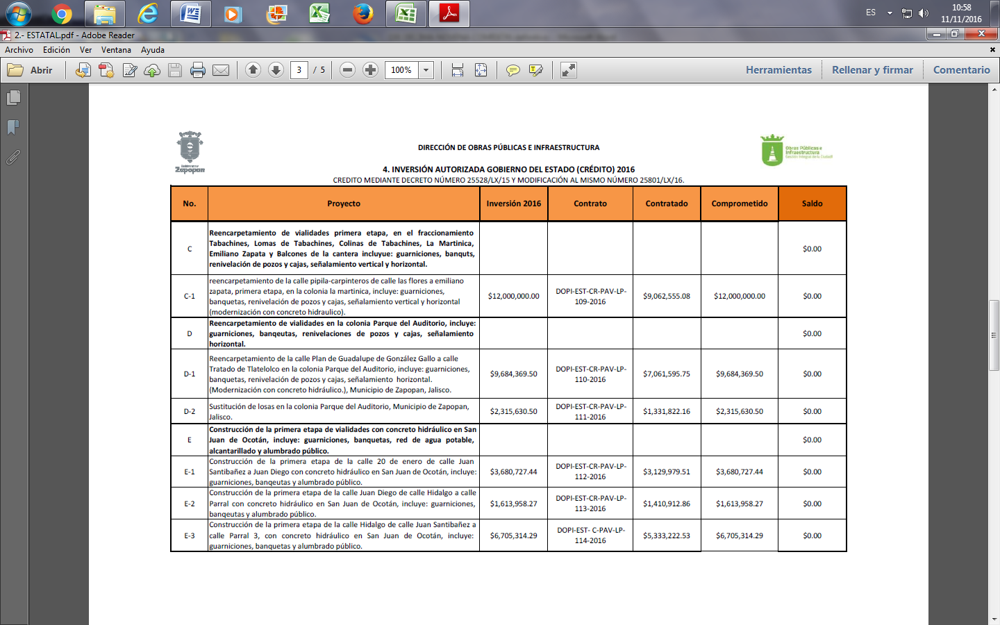 ES
10:58
11/11/2016
2.- ESTATAL.pdf - Adobe Reader
Archivo Edición Ver Ventana Ayuda
Abrir
3 / 5
100%
Herramientas Rellenar y firmar Comentario
Zapopan
DIRECCIÓN DE OBRAS PÚBLICAS E INFRAESTRUCTURA
Obras Públicas e
Infraestructura
Gestión Integral de la Ciudad
4. INVERSIÓN AUTORIZADA GOBIERNO DEL ESTADO (CRÉDITO) 2016
CREDITO MEDIANTE DECRETO NÚMERO 25528/LX/15 Y MODIFICACIÓN AL MISMO NÚMERO 25801/LX/16.
No. Proyecto Inversión 2016 Contrato Contratado Comprometido Saldo
Reencarpetamiento de vialidades primera etapa, en el fraccionamiento
Tabachines, Lomas de Tabachines, Colinas de Tabachines, La Martinica,
C $0.00
Emiliano Zapata y Balcones de la cantera incluyue: guarniciones, banquts,
renivelación de pozos y cajas, señalamiento vertical y horizontal.
reencarpetamiento de la calle pipila-carpinteros de calle las flores a emiliano
zapata, primera etapa, en la colonia la martinica, incluye: guarniciones,
C-1 $12,000,000.00 DOPI-EST-CR-PAV-LP- $9,062,555.08 $12,000,000.00 $0.00
109-2016
banquetas, renivelación de pozos y cajas, señalamiento vertical y horizontal
(modernización con concreto hidraulico).
Reencarpetamiento de vialidades en la colonia Parque del Auditorio, incluye:
D guarniciones, banqeutas, renivelaciones de pozos y cajas, señalamiento $0.00
horizontal.
Reencarpetamiento de la calle Plan de Guadalupe de González Gallo a calle
Tratado de Tlatelolco en la colonia Parque del Auditorio, incluye: guarniciones,
D-1 $9,684,369.50 DOPI-EST-CR-PAV-LP- $7,061,595.75 $9,684,369.50 $0.00
110-2016
banquetas, renivelación de pozos y cajas, señalamiento horizontal.
(Modernización con concreto hidráulico.), Municipio de Zapopan, Jalisco.
Sustitución de losas en la colonia Parque del Auditorio, Municipio de Zapopan,
D-2 $2,315,630.50 DOPI-EST-CR-PAV-LP- $1,331,822.16 $2,315,630.50 $0.00
Jalisco. 111-2016
Construcción de la primera etapa de vialidades con concreto hidráulico en San
E Juan de Ocotán, incluye: guarniciones, banquetas, red de agua potable, $0.00
alcantarillado y alumbrado público.
Construcción de la primera etapa de la calle 20 de enero de calle Juan
E-1 Santibañez a Juan Diego con concreto hidráulico en San Juan de Ocotán, incluye: $3,680,727.44 DOPI-EST-CR-PAV-LP- $3,129,979.51 $3,680,727.44 $0.00
guarniciones, banqeutas y alumbrado público. 112-2016
Construcción de la primera etapa de la calle Juan Diego de calle Hidalgo a calle
E-2 Parral con concreto hidráulico en San Juan de Ocotán, incluye: guarniciones, $1,613,958.27 DOPI-EST-CR-PAV-LP- $1,410,912.86 $1,613,958.27 $0.00
banqeutas y alumbrado público. 113-2016
Construcción de la primera etapa de la calle Hidalgo de calle Juan Santibañez a
E-3 calle Parral 3, con concreto hidráulico en San Juan de Ocotán, incluye: $6,705,314.29 DOPI-EST- C-PAV-LP- $5,333,222.53 $6,705,314.29 $0.00
guarniciones, banquetas y alumbrado público. 114-2016